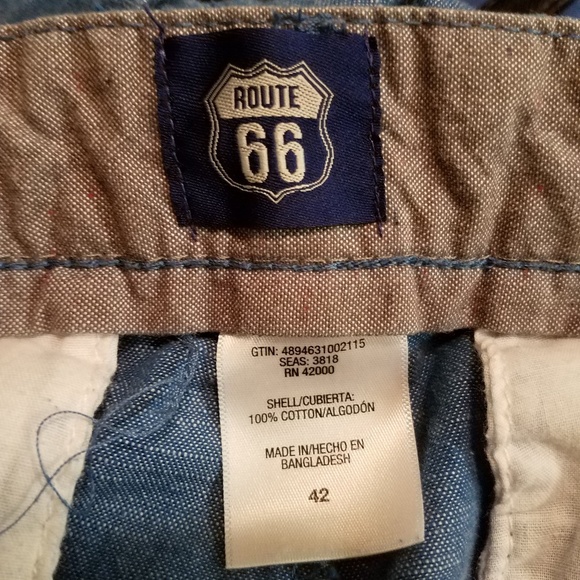 ROUTE
66
GTIN: 4894631002115
SEAS: 3818
RN 42000
SHELL/CUBIERTA:
100% COTTON/ALGODÓN
MADE IN/HECHO EN
BANGLADESH
42